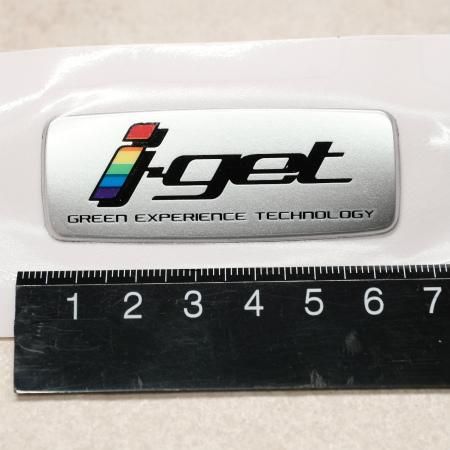 i-get
GREEN EXPERIENCE TECHNOLOGY
1 2 3 4 5 6 7